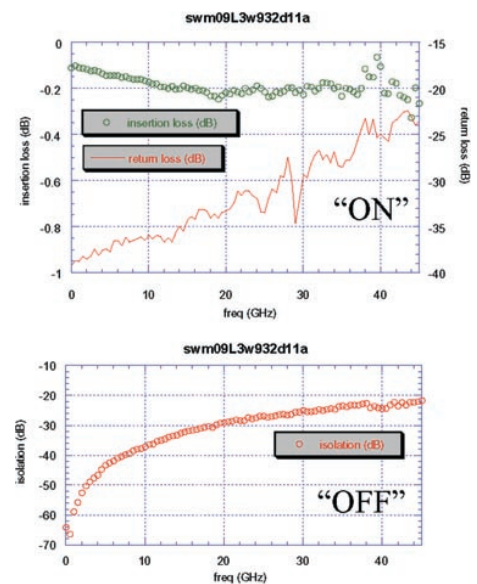 swm09L3w932d11a
0
-0.2
-0.4
-0.6
-0.8
-1
insertion loss (dB)
insertion loss (dB)
return loss (dB)
"ON"
-15
-20
-25
-30
-35
-40
return loss (dB)
0 10 20 30 40
freq (GHz)
swm09L3w932d11a
-10
-20
-30
-40
-50
-60
-70
isolation (dB)
isolation (dB)
"OFF"
0 10 20 30 40
freq (GHz)